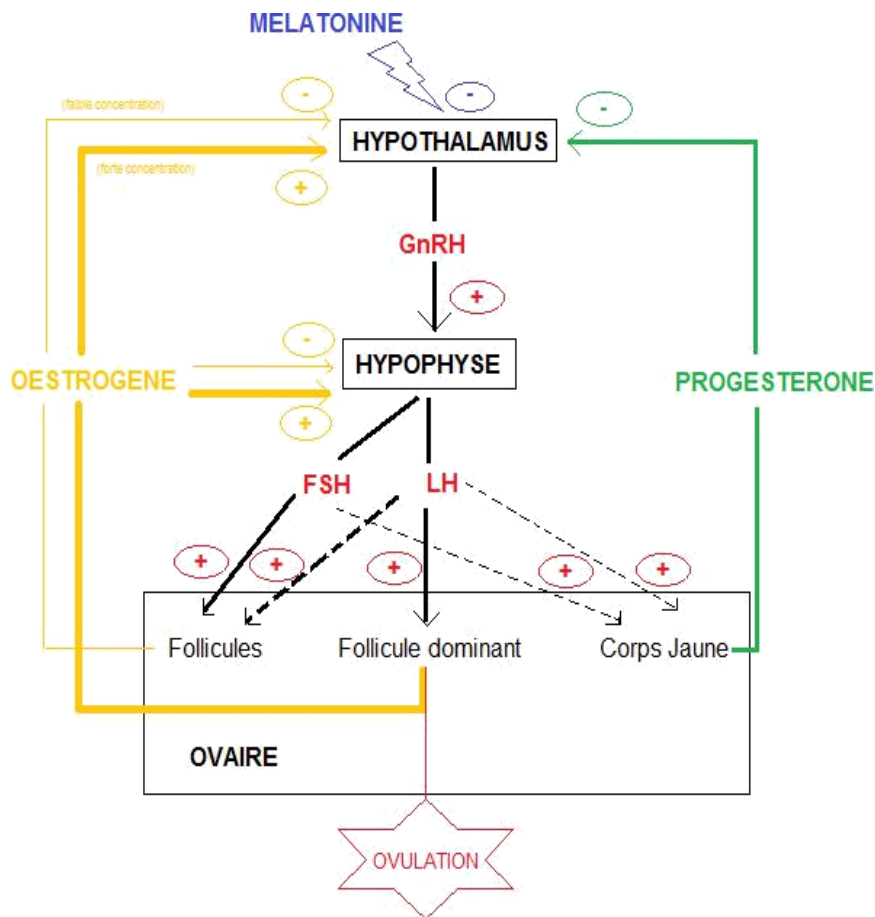 MELATONINE
-
-
-
(faible concentration)
HYPOTHALAMUS
(forte concentration)
+
GnRH
+
-
HYPOPHYSE
OESTROGENE
PROGESTERONE
+
FSH
LH
+
+
+
+
+
Follicules
Follicule dominant
Corps Jaune
OVAIRE
OVULATION